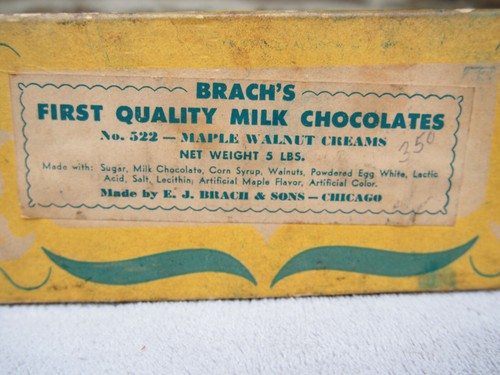 BRACH'S
FIRST QUALITY MILK CHOCOLATES
No. 522 — MAPLE WALNUT CREAMS
NET WEIGHT 5 LBS.
350
Made with: Sugar, Milk Chocolate, Corn Syrup, Walnuts, Powdered Egg White, Lactic
Acid, Salt, Lecithin; Artificial Maple Flavor, Artificial Color.
Made by E. J. BRACH & SONS — CHICAGO